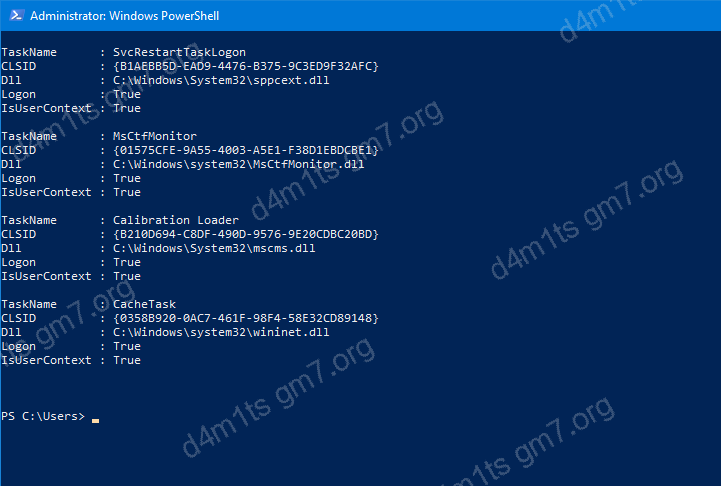 Administrator: Windows PowerShell
TaskName      : SvcRestartTaskLogon
CLSID         : {B1AEBB5D-EAD9-4476-B375-9C3ED9F32AFC}
Dll           : C:\Windows\System32\sppcext.dll
Logon         : True
IsUserContext : True
TaskName      : MsCtfMonitor
CLSID         : {01575CFE-9A55-4003-A5E1-F38D1EBDCBE1}
Dll           : C:\Windows\system32\MsCtfMonitor.dll
Logon         : True
IsUserContext : True
TaskName      : Calibration Loader
CLSID         : {B210D694-C8DF-490D-9576-9E20CDBC20BD}
Dll           : C:\Windows\System32\mscms.dll
Logon         : True
IsUserContext : True
TaskName      : CacheTask
CLSID         : {0358B920-0AC7-461F-98F4-58E32CD89148}
Dll           : C:\Windows\system32\wininet.dll
Logon         : True
IsUserContext : True
PS C:\Users>
d4m1ts gm7.org
d4m1ts gm7.org
d4m1ts gm7.org
d4m1ts gm7.org
d4m1ts gm7.org
d4m1ts gm7.org
d4m1ts gm7.org